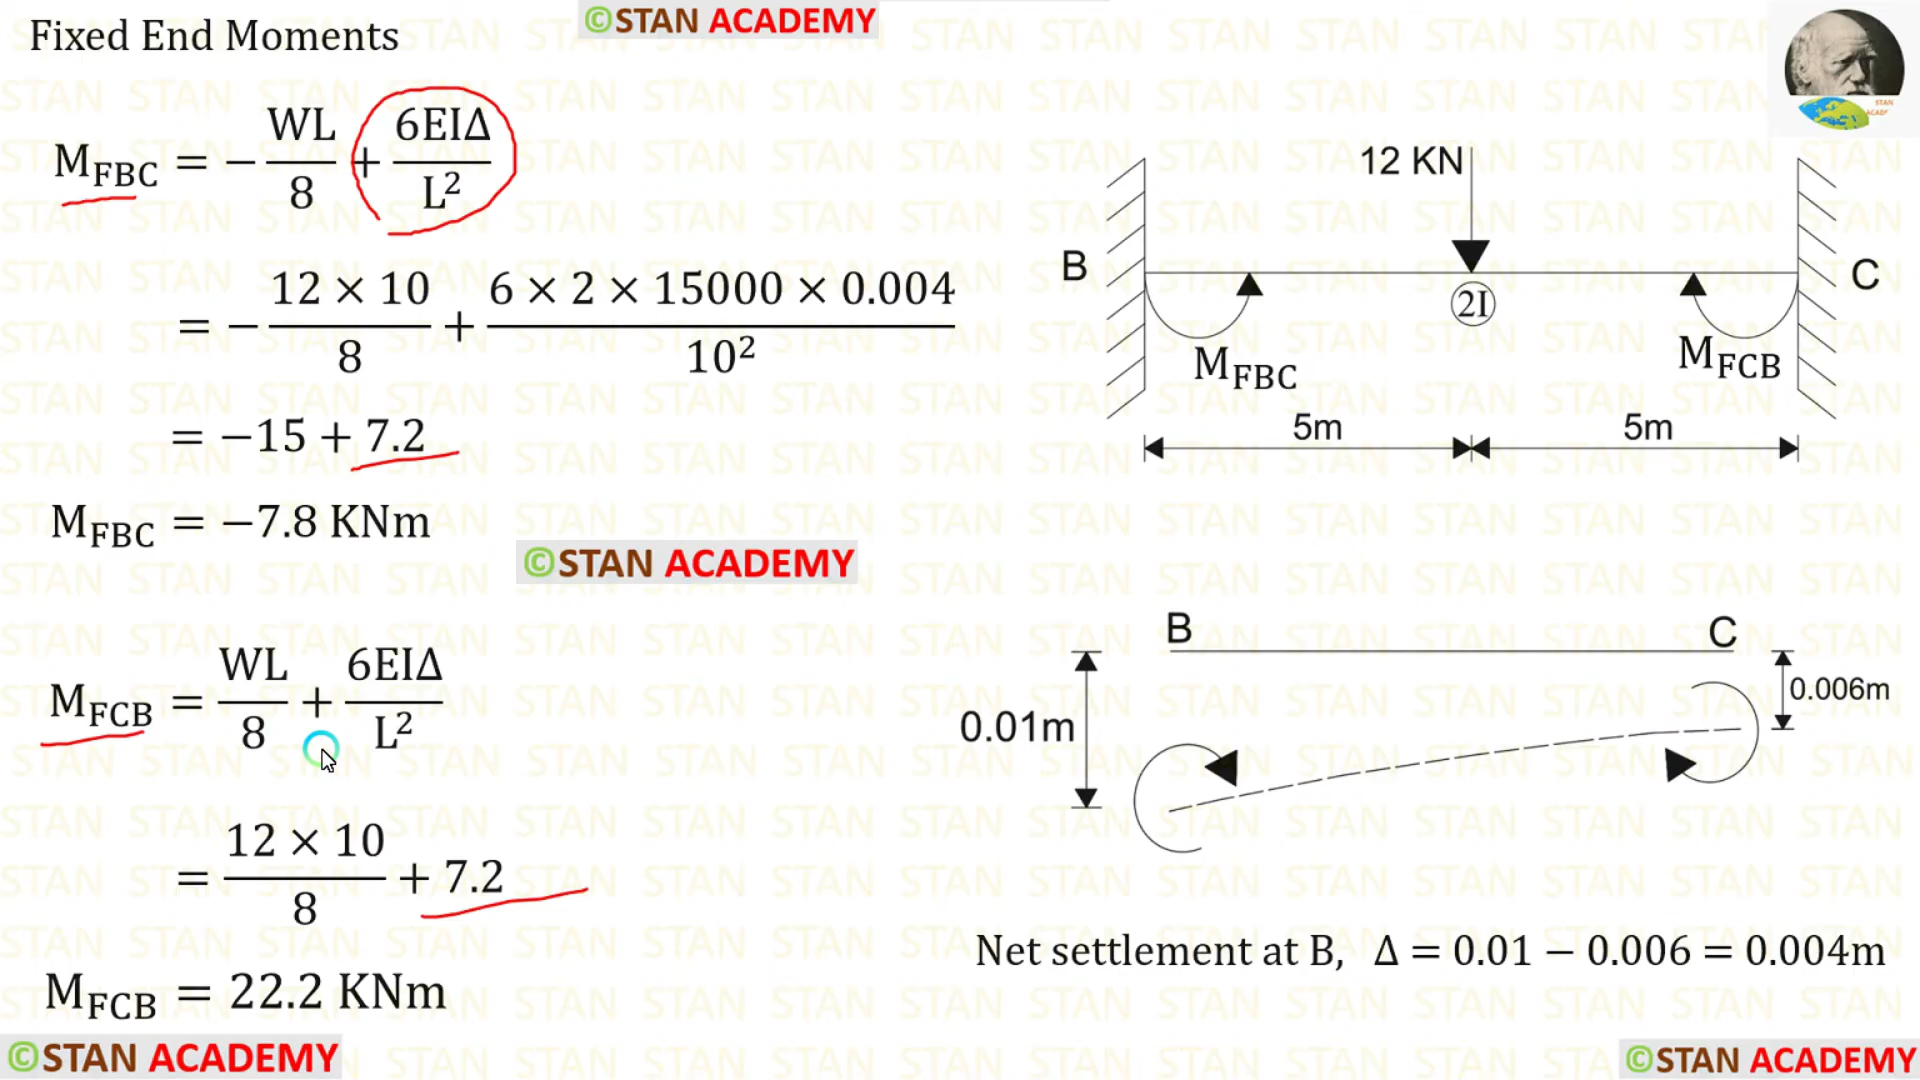 ©STAN ACADEMY
Fixed End Moments
M_FBC = − WL/8 + 6EIΔ/L²
= − 12 × 10/8 + 6 × 2 × 15000 × 0.004/10²
= −15 + 7.2
M_FBC = −7.8 KNm
©STAN ACADEMY
M_FCB = WL/8 + 6EIΔ/L²
= 12 × 10/8 + 7.2
M_FCB = 22.2 KNm
©STAN ACADEMY
STAN
ACADE
12 KN
B
C
2I
M_FBC
M_FCB
5m
5m
B
C
0.006m
0.01m
Net settlement at B, Δ = 0.01 − 0.006 = 0.004m
©STAN ACADEMY